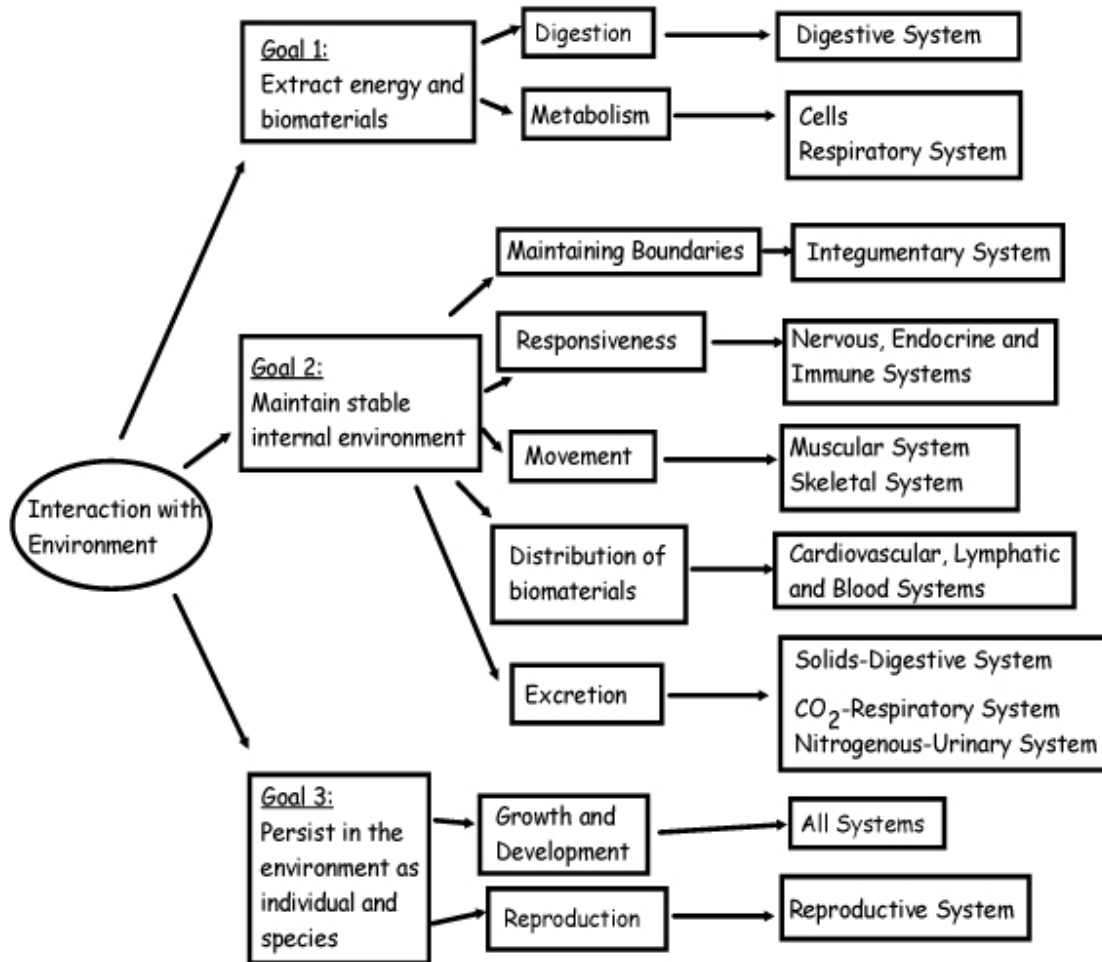 Goal 1:
Extract energy and
biomaterials
Digestion
Digestive System
Metabolism
Cells
Respiratory System
Interaction with
Environment
Goal 2:
Maintain stable
internal environment
Maintaining Boundaries
Integumentary System
Responsiveness
Nervous, Endocrine and
Immune Systems
Movement
Muscular System
Skeletal System
Distribution of
biomaterials
Cardiovascular, Lymphatic
and Blood Systems
Excretion
Solids-Digestive System
CO2-Respiratory System
Nitrogenous-Urinary System
Goal 3:
Persist in the
environment as
individual and
species
Growth and
Development
All Systems
Reproduction
Reproductive System